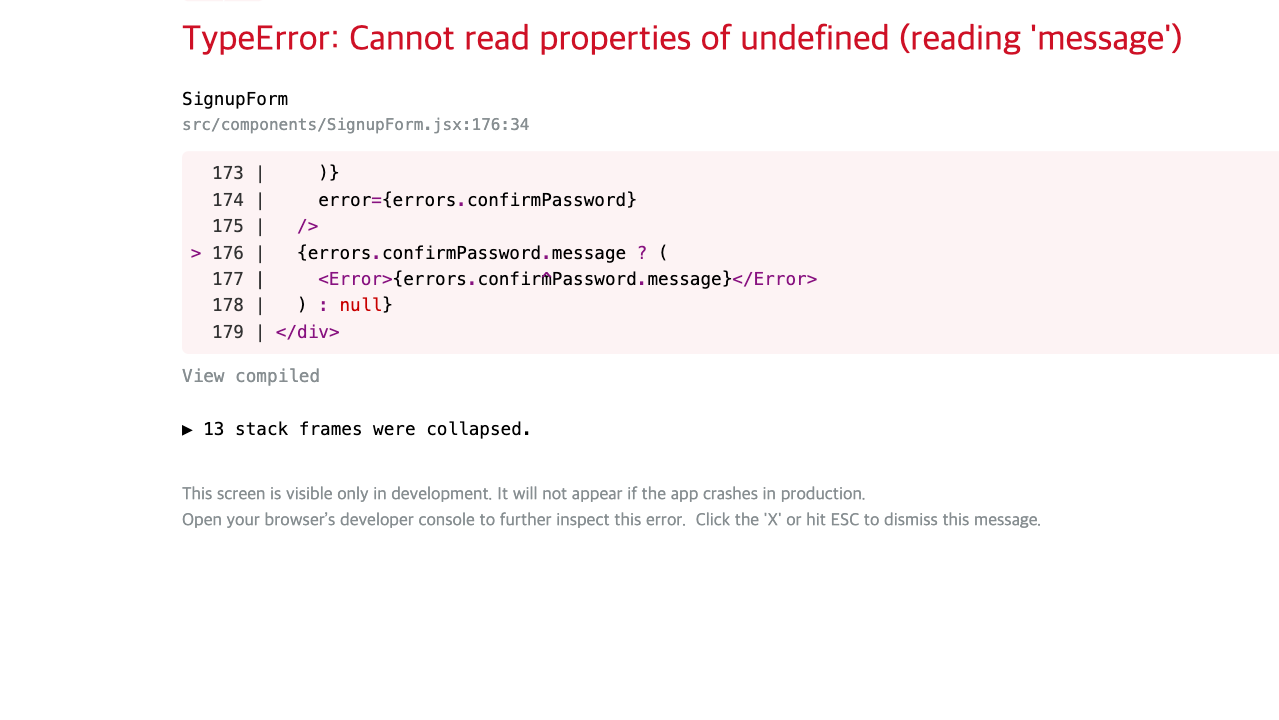 TypeError: Cannot read properties of undefined (reading 'message')
SignupForm
src/components/SignupForm.jsx:176:34
  173 |     )}
  174 |     error={errors.confirmPassword}
  175 |   />
> 176 |   {errors.confirmPassword.message ? (
  177 |     <Error>{errors.confirmPassword.message}</Error>
  178 |   ) : null}
  179 | </div>
View compiled
▶ 13 stack frames were collapsed.
This screen is visible only in development. It will not appear if the app crashes in production.
Open your browser’s developer console to further inspect this error.  Click the 'X' or hit ESC to dismiss this message.